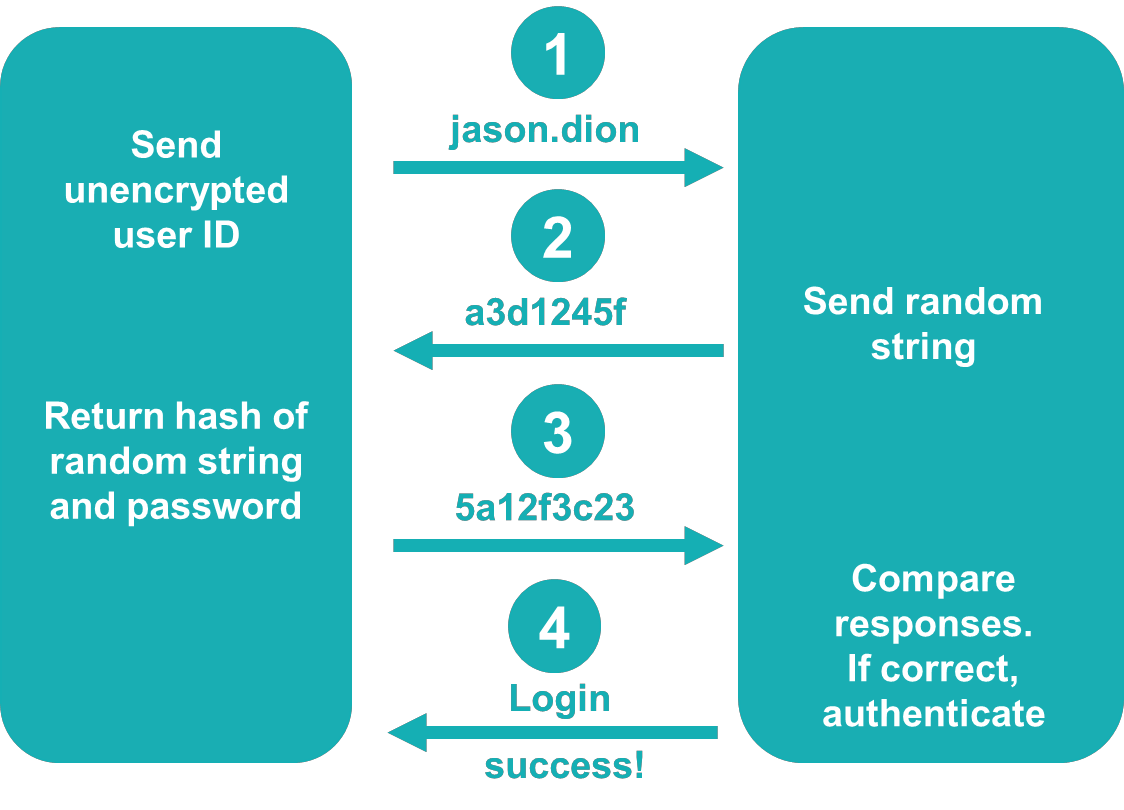 Send
unencrypted
user ID
Return hash of
random string
and password
1
jason.dion
2
a3d1245f
3
5a12f3c23
4
Login
success!
Send random
string
Compare
responses.
If correct,
authenticate